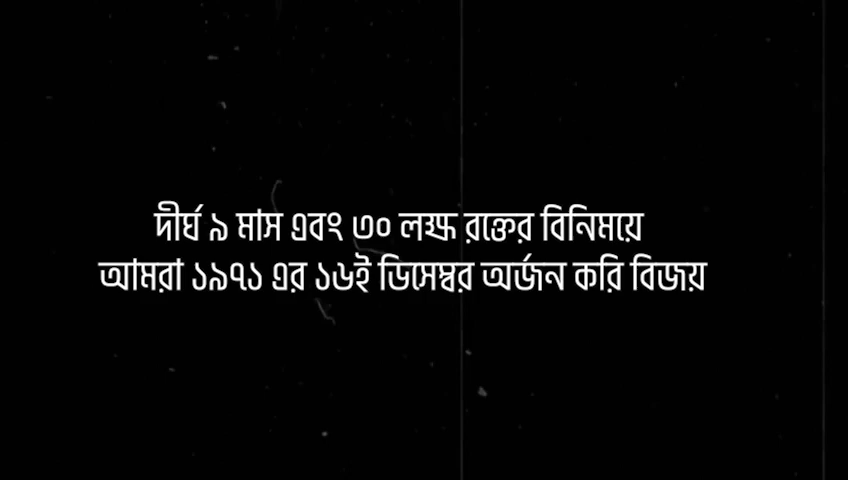 দীর্ঘ ৯ মাস এবং ৩০ লক্ষ রক্তের বিনিময়ে
আমরা ১৯৭১ এর ১৬ই ডিসেম্বর অর্জন করি বিজয়